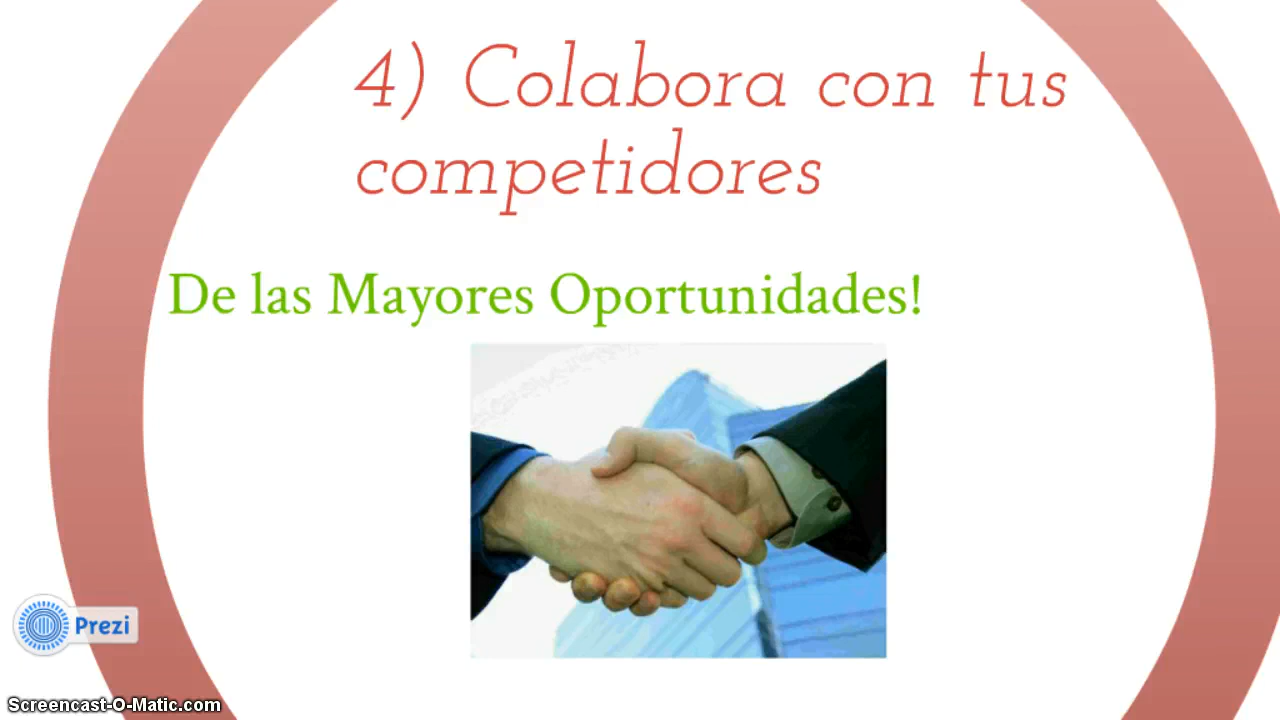 4) Colabora con tus
competidores
De las Mayores Oportunidades!
Prezi
Screencast-O-Matic.com